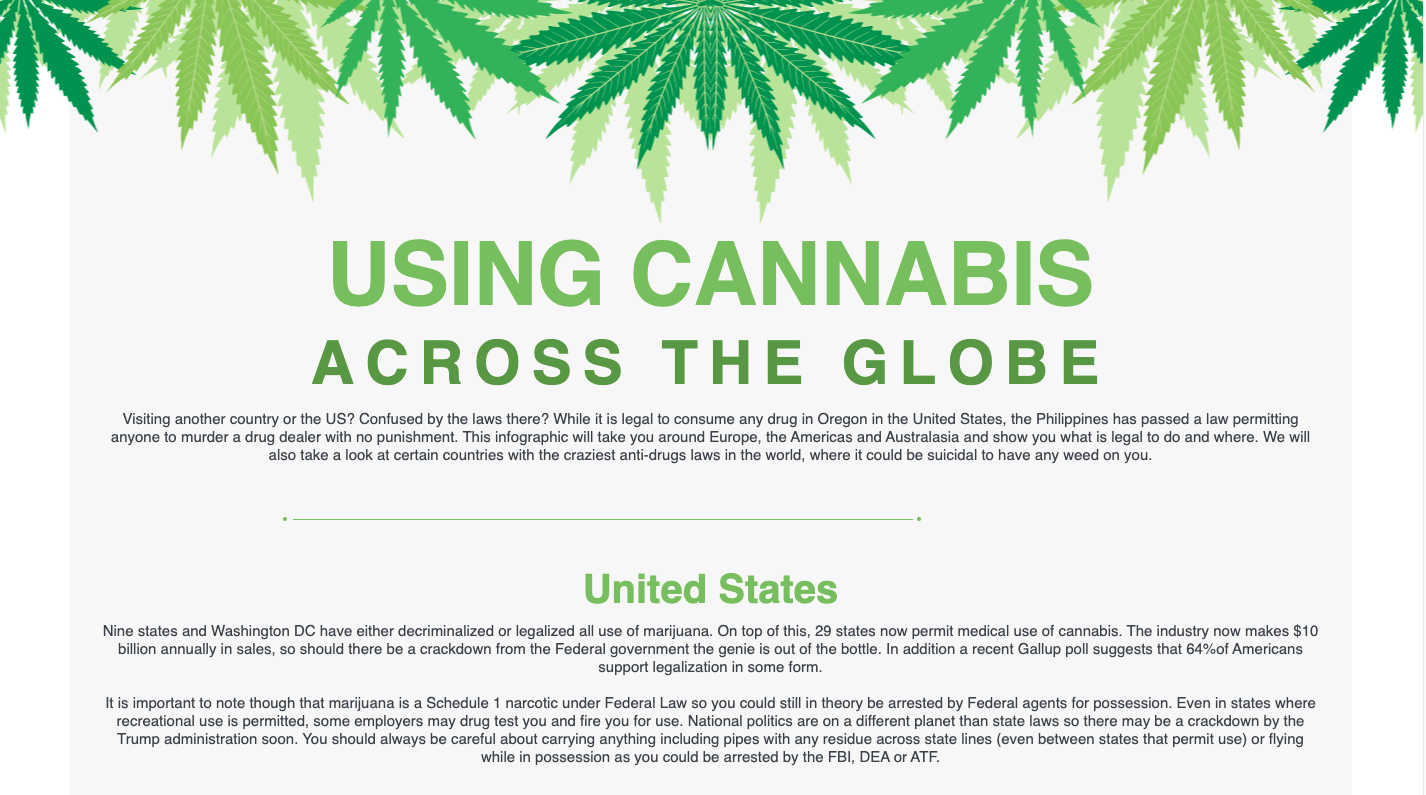 USING CANNABIS
ACROSS THE GLOBE
Visiting another country or the US? Confused by the laws there? While it is legal to consume any drug in Oregon in the United States, the Philippines has passed a law permitting
anyone to murder a drug dealer with no punishment. This infographic will take you around Europe, the Americas and Australasia and show you what is legal to do and where. We will
also take a look at certain countries with the craziest anti-drugs laws in the world, where it could be suicidal to have any weed on you.
United States
Nine states and Washington DC have either decriminalized or legalized all use of marijuana. On top of this, 29 states now permit medical use of cannabis. The industry now makes $10
billion annually in sales, so should there be a crackdown from the Federal government the genie is out of the bottle. In addition a recent Gallup poll suggests that 64%of Americans
support legalization in some form.
It is important to note though that marijuana is a Schedule 1 narcotic under Federal Law so you could still in theory be arrested by Federal agents for possession. Even in states where
recreational use is permitted, some employers may drug test you and fire you for use. National politics are on a different planet than state laws so there may be a crackdown by the
Trump administration soon. You should always be careful about carrying anything including pipes with any residue across state lines (even between states that permit use) or flying
while in possession as you could be arrested by the FBI, DEA or ATF.